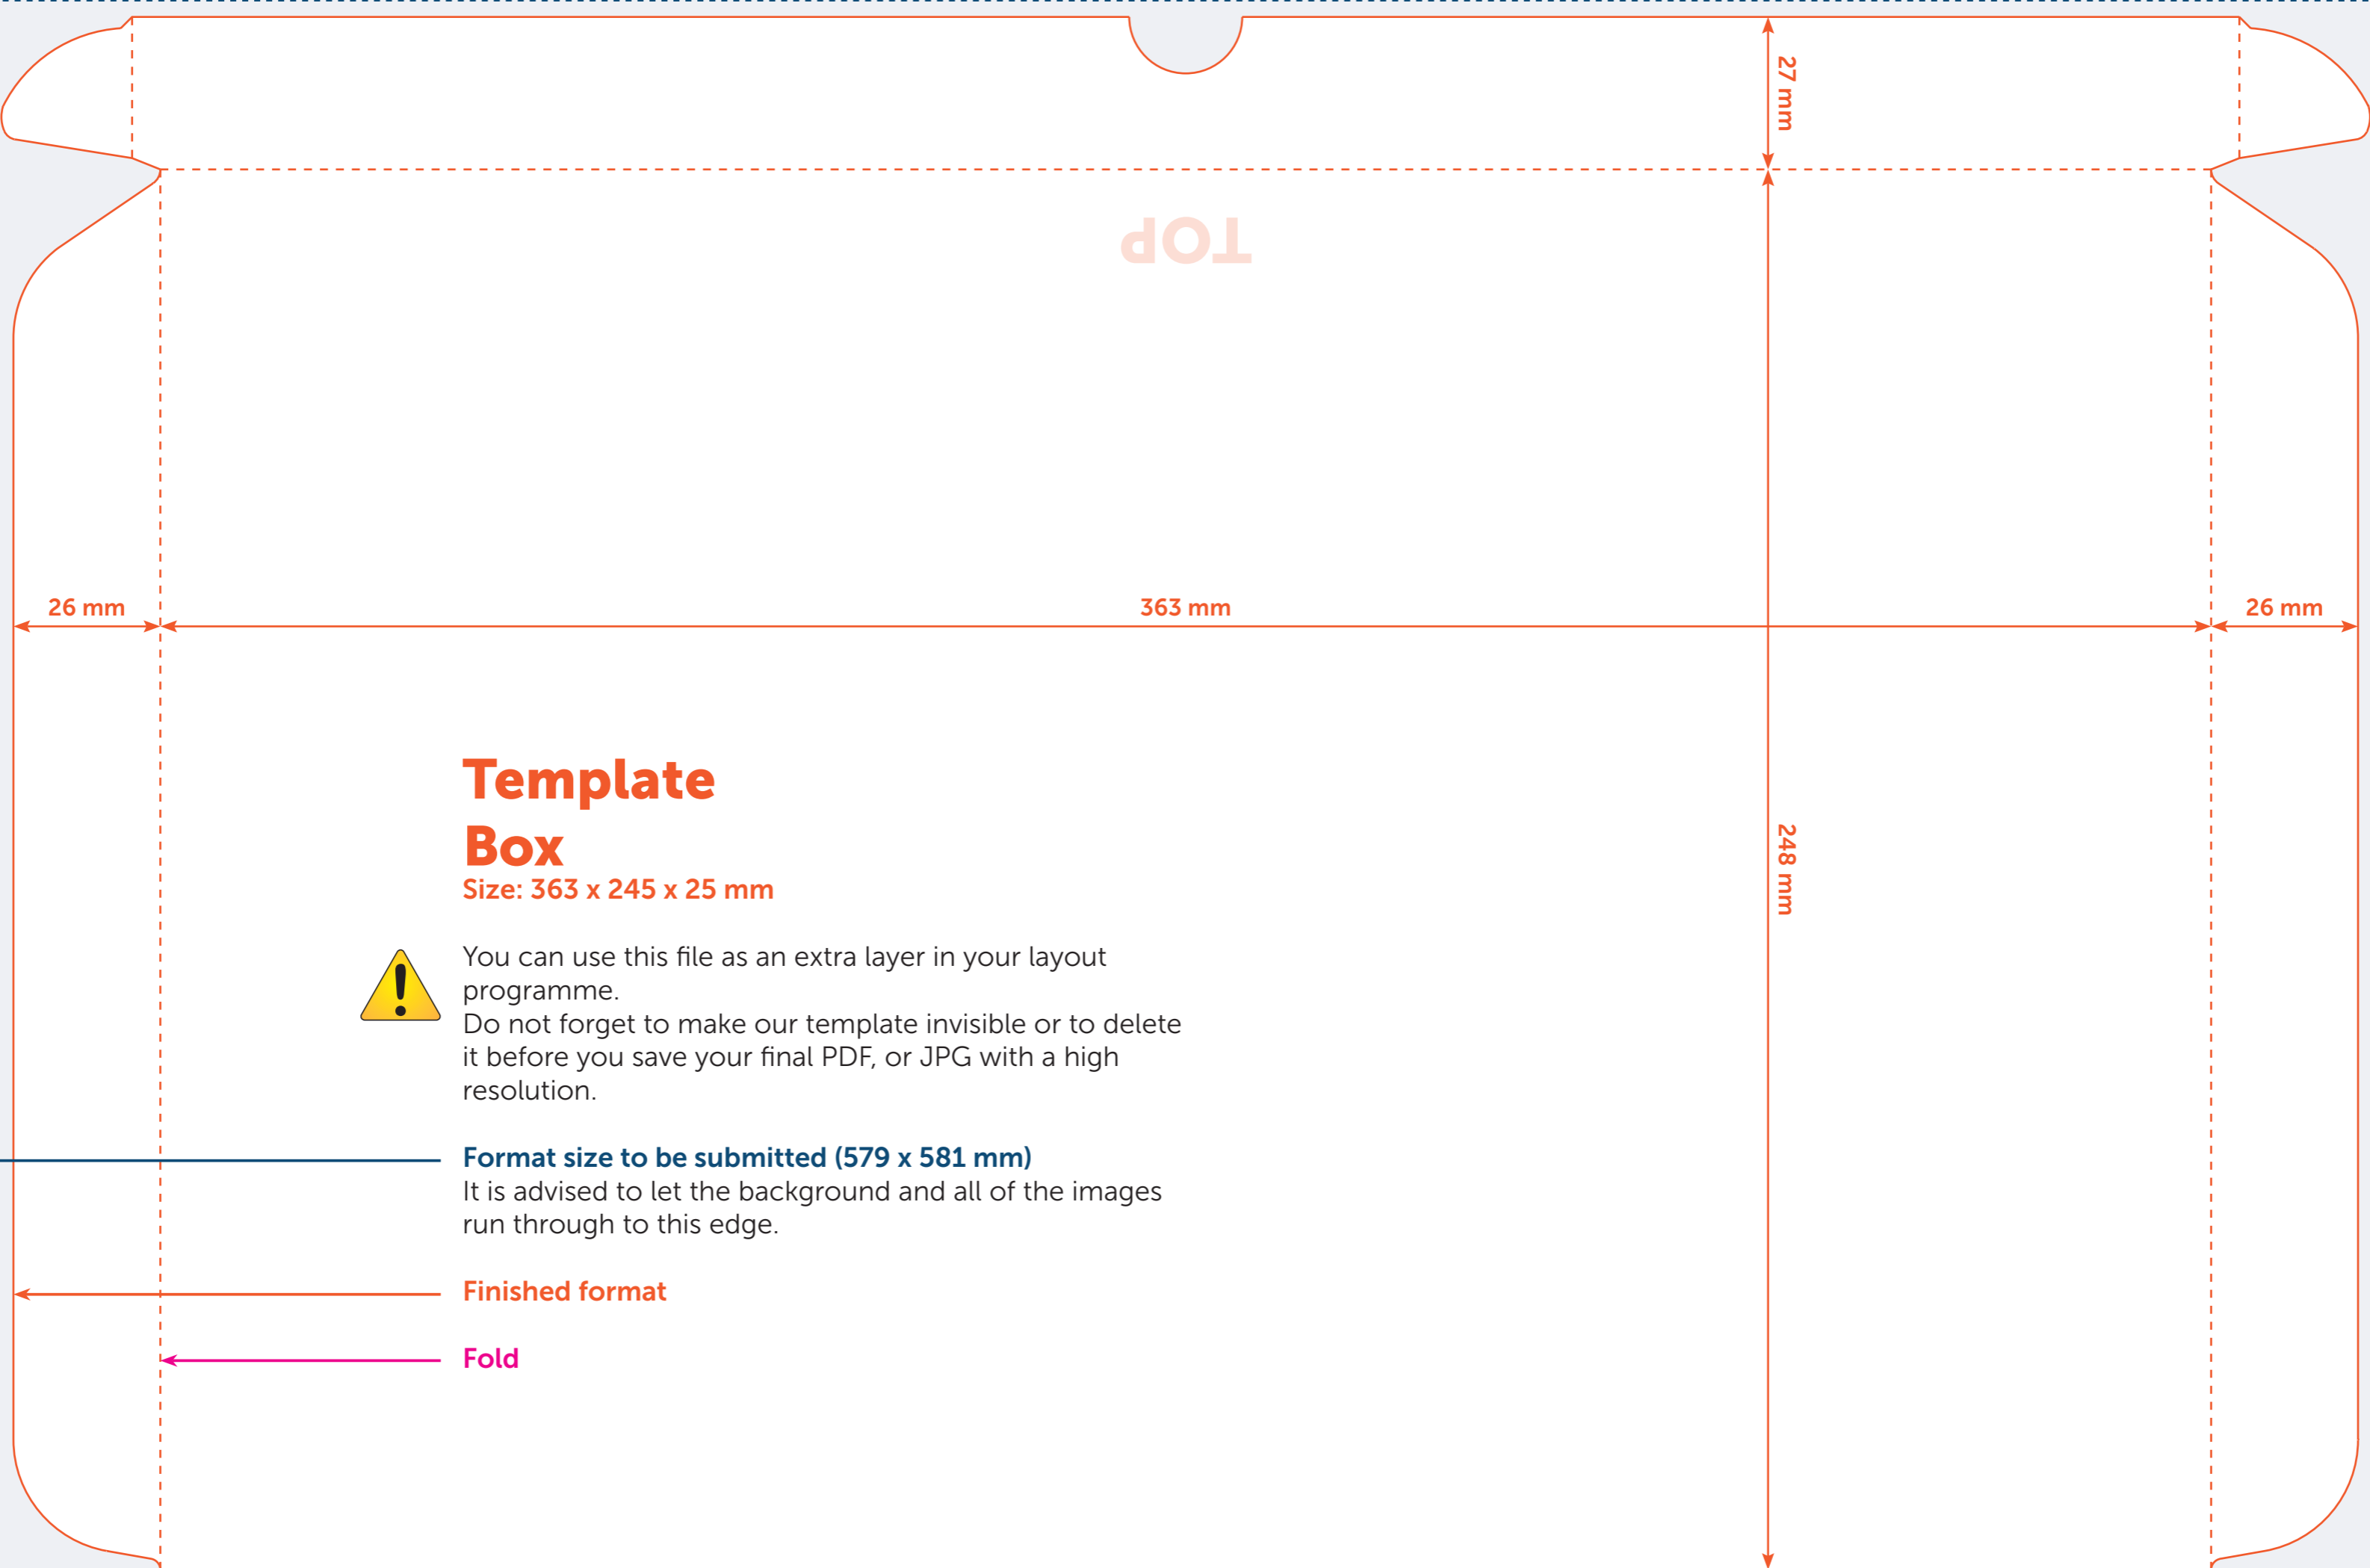 27 mm
TOP
26 mm
363 mm
26 mm
Template
Box
Size: 363 x 245 x 25 mm
248 mm
You can use this file as an extra layer in your layout
programme.
Do not forget to make our template invisible or to delete
it before you save your final PDF, or JPG with a high
resolution.
Format size to be submitted (579 x 581 mm)
It is advised to let the background and all of the images
run through to this edge.
Finished format
Fold